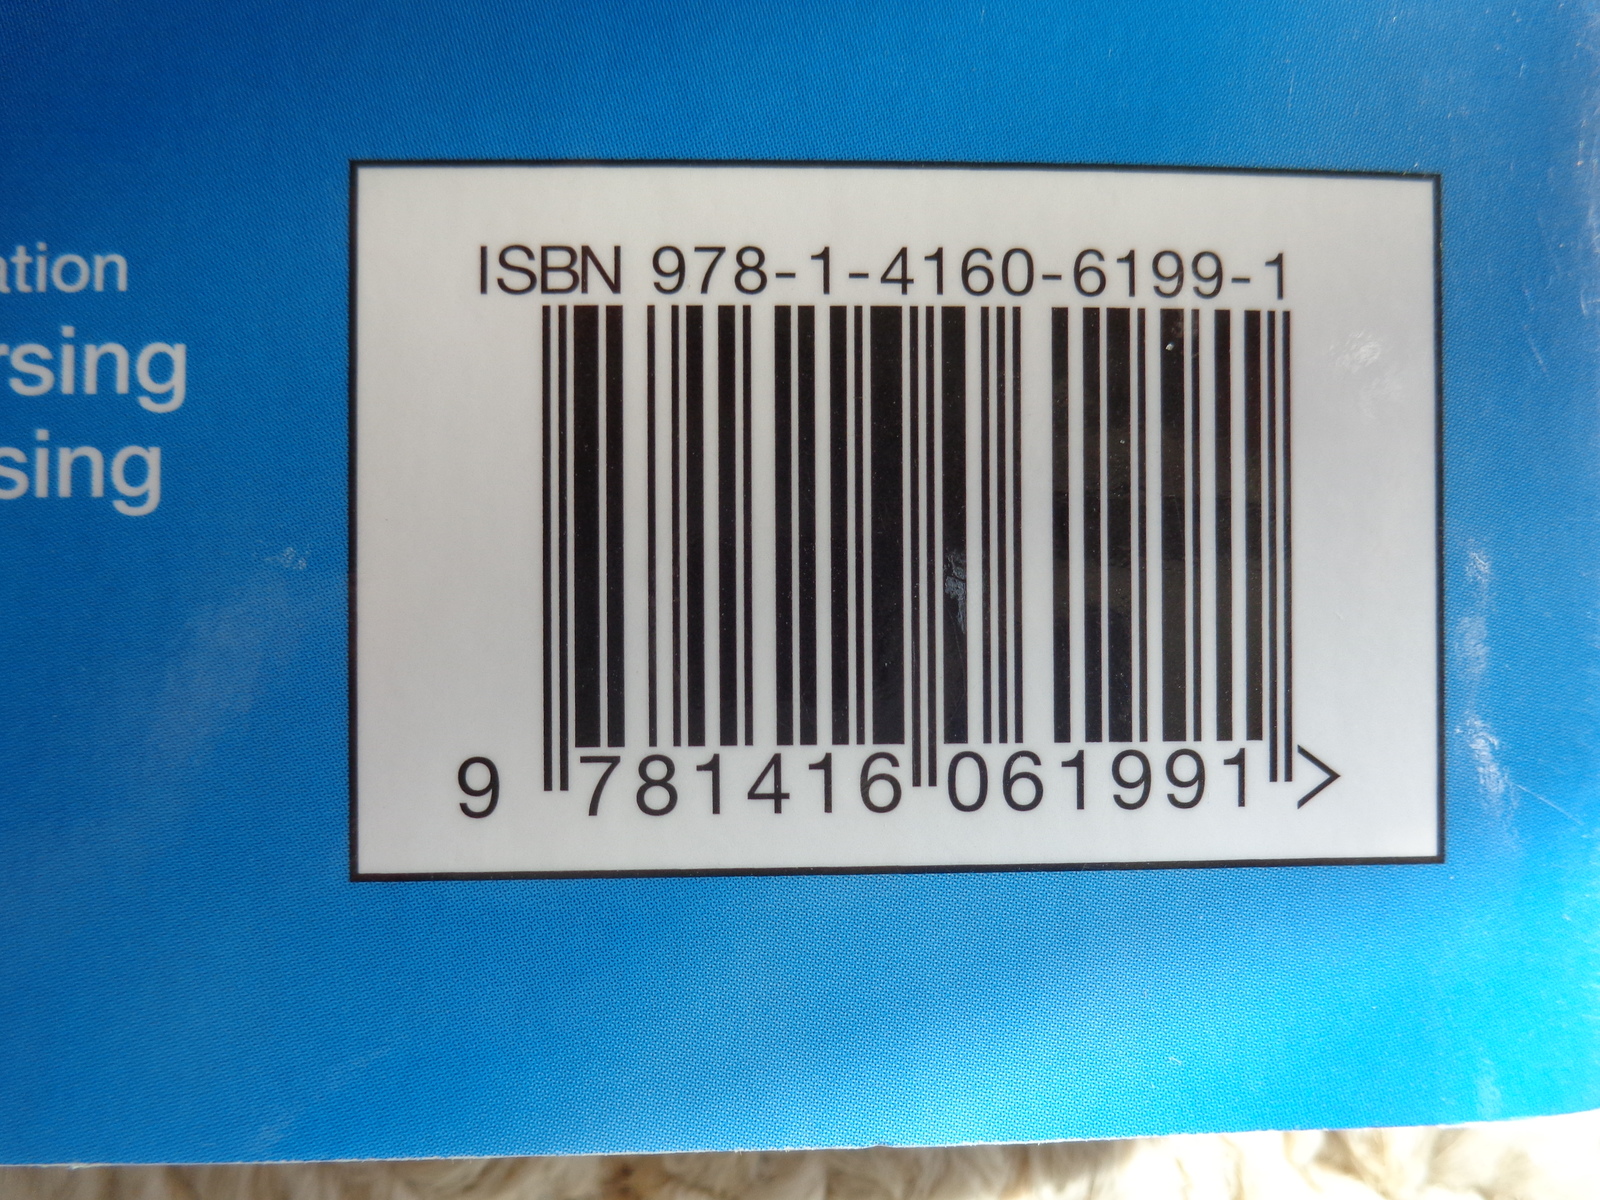 ation
rsing
sing
ISBN 978-1-4160-6199-1
9 781416 061991 >